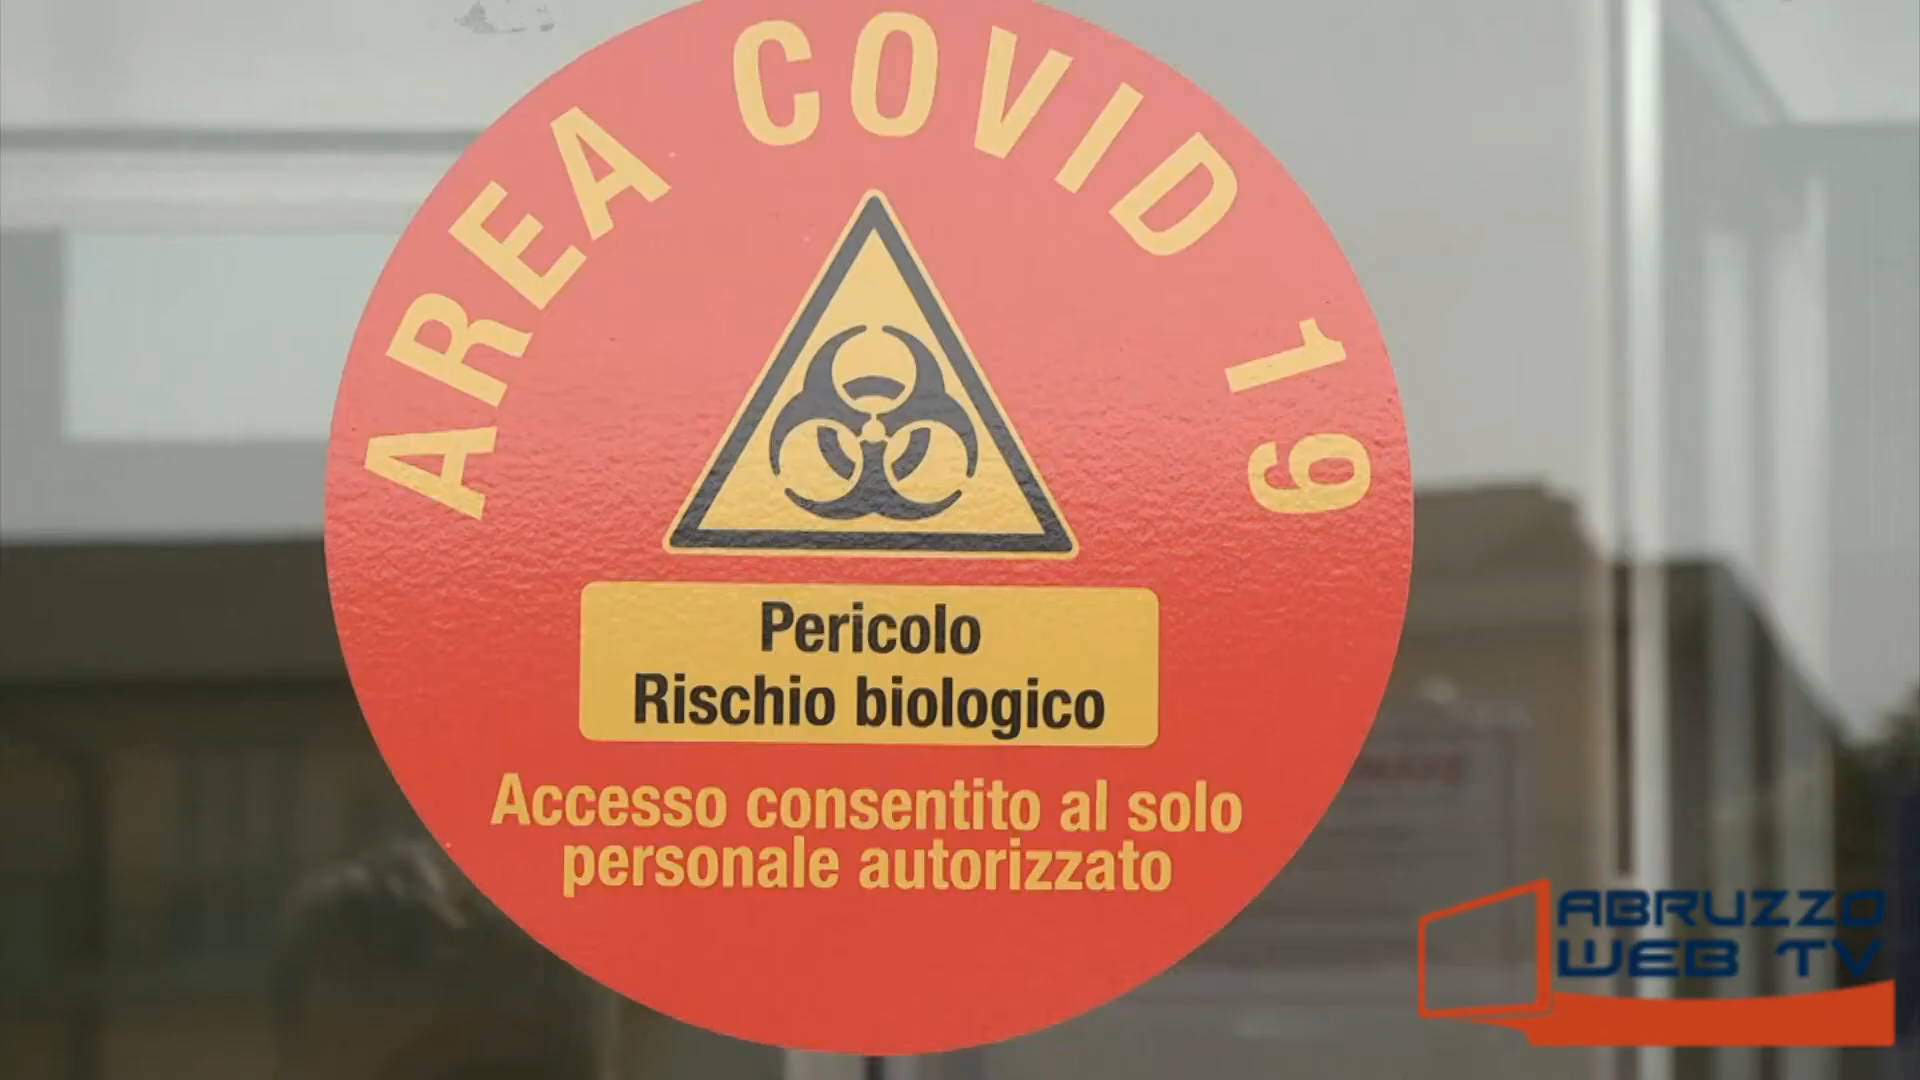 AREA COVID 19
Pericolo
Rischio biologico
Accesso consentito al solo
personale autorizzato
ABRUZZO
WEB TV